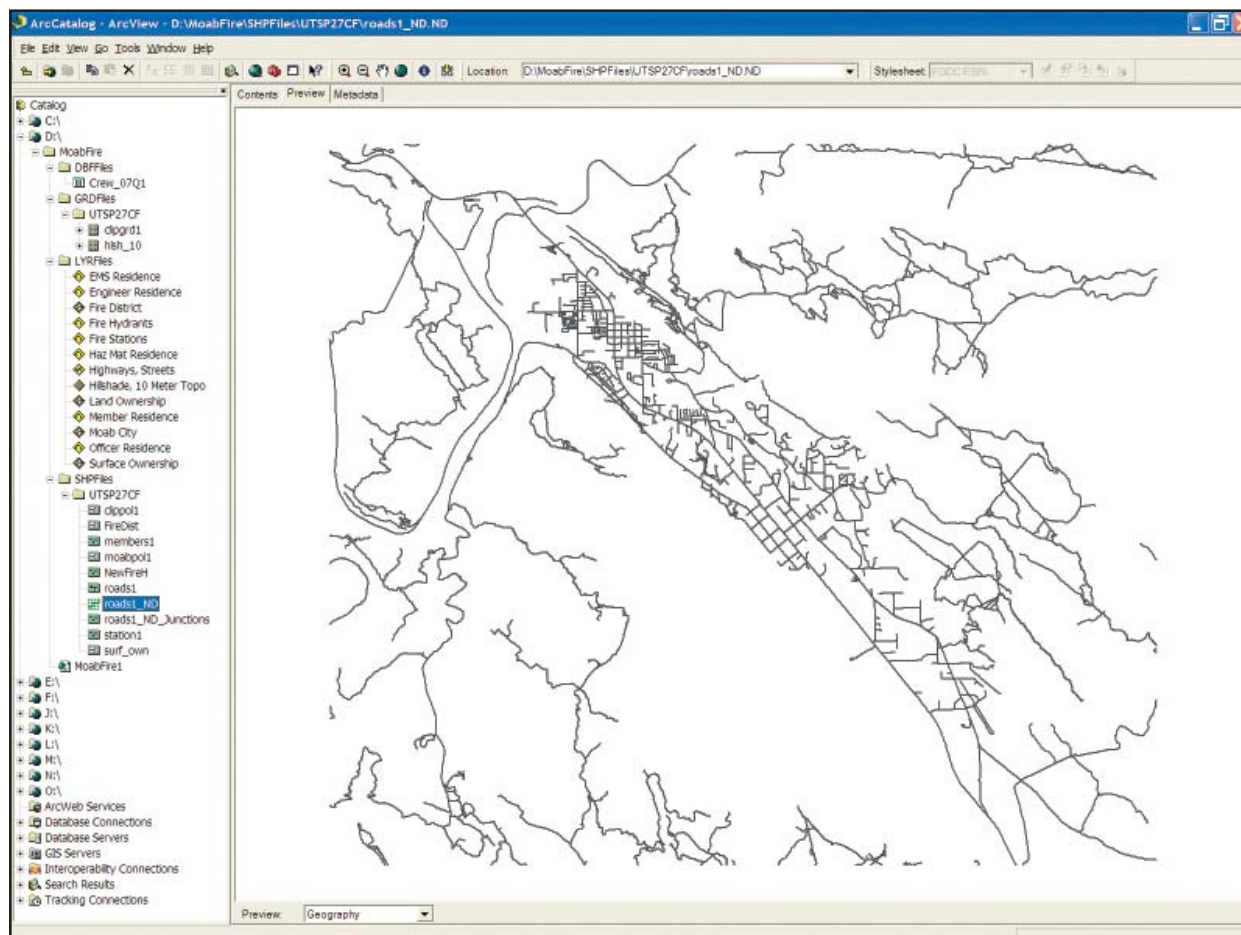 ArcCatalog - ArcView - D:\MoabFire\SHPFiles\UTSP27CF\roads1_ND.ND
File Edit View Go Tools Window Help
Location: D:\MoabFire\SHPFiles\UTSP27CF\roads1_ND.ND Stylesheet: FGDC ESRI
Contents Preview Metadata
Catalog
C:\
D:\
MoabFire
DBFFiles
Crew_07Q1
GRDFiles
UTSP27CF
clipgrd1
hlsh_10
LYRFiles
EMS Residence
Engineer Residence
Fire District
Fire Hydrants
Fire Stations
Haz Mat Residence
Highways, Streets
Hillshade, 10 Meter Topo
Land Ownership
Member Residence
Moab City
Officer Residence
Surface Ownership
SHPFiles
UTSP27CF
clippol1
FireDist
members1
moabpol1
NewFireH
roads1
roads1_ND
roads1_ND_Junctions
station1
surf_own
MoabFire1
E:\
F:\
J:\
K:\
L:\
M:\
N:\
O:\
ArcWeb Services
Database Connections
Database Servers
GIS Servers
Interoperability Connections
Search Results
Tracking Connections
Preview: Geography